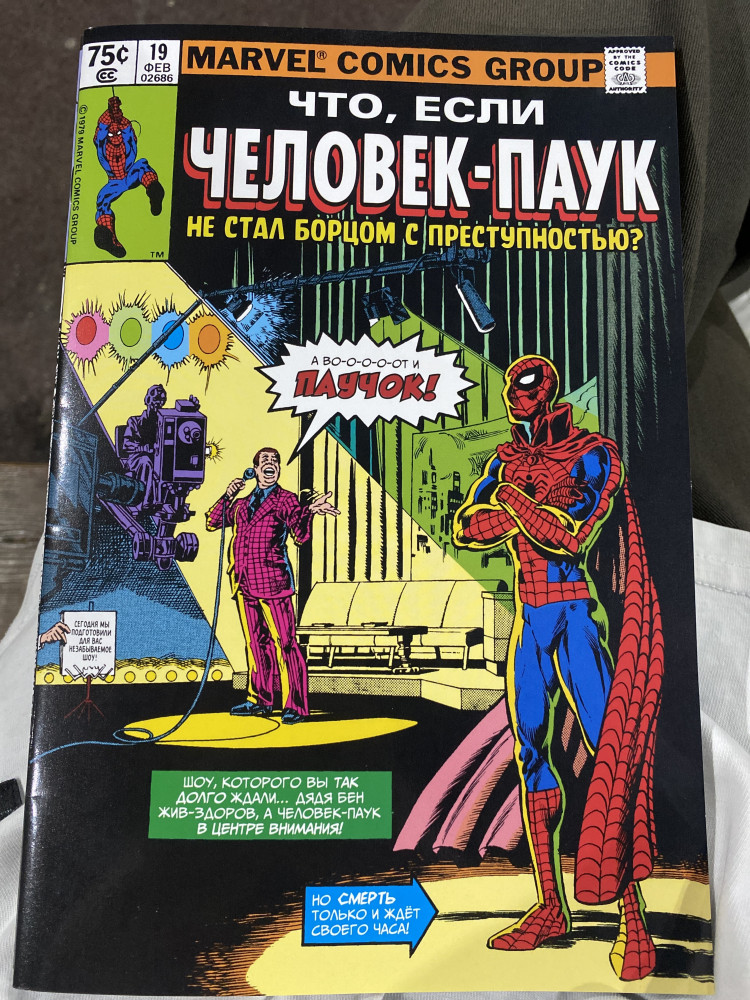 75¢
CC
19
ФЕВ
02686
MARVEL® COMICS GROUP
APPROVED
BY THE
COMICS
CODE
AUTHORITY
© 1979 MARVEL COMICS GROUP
TM
ЧТО, ЕСЛИ
ЧЕЛОВЕК-ПАУК
НЕ СТАЛ БОРЦОМ С ПРЕСТУПНОСТЬЮ?
А ВО-О-О-О-ОТ И
ПАУЧОК!
СЕГОДНЯ МЫ
ПОДГОТОВИЛИ
ДЛЯ ВАС
НЕЗАБЫВАЕМОЕ
ШОУ!
ШОУ, КОТОРОГО ВЫ ТАК
ДОЛГО ЖДАЛИ... ДЯДЯ БЕН
ЖИВ-ЗДОРОВ, А ЧЕЛОВЕК-ПАУК
В ЦЕНТРЕ ВНИМАНИЯ!
НО СМЕРТЬ
ТОЛЬКО И ЖДЁТ
СВОЕГО ЧАСА!